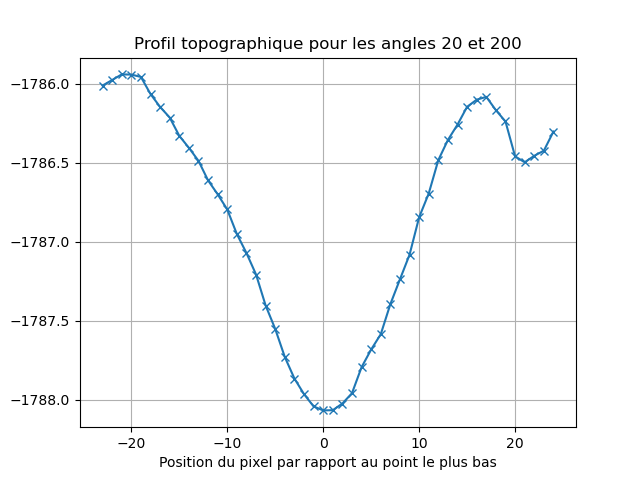 Profil topographique pour les angles 20 et 200
−1786.0
−1786.5
−1787.0
−1787.5
−1788.0
−20 −10 0 10 20
Position du pixel par rapport au point le plus bas